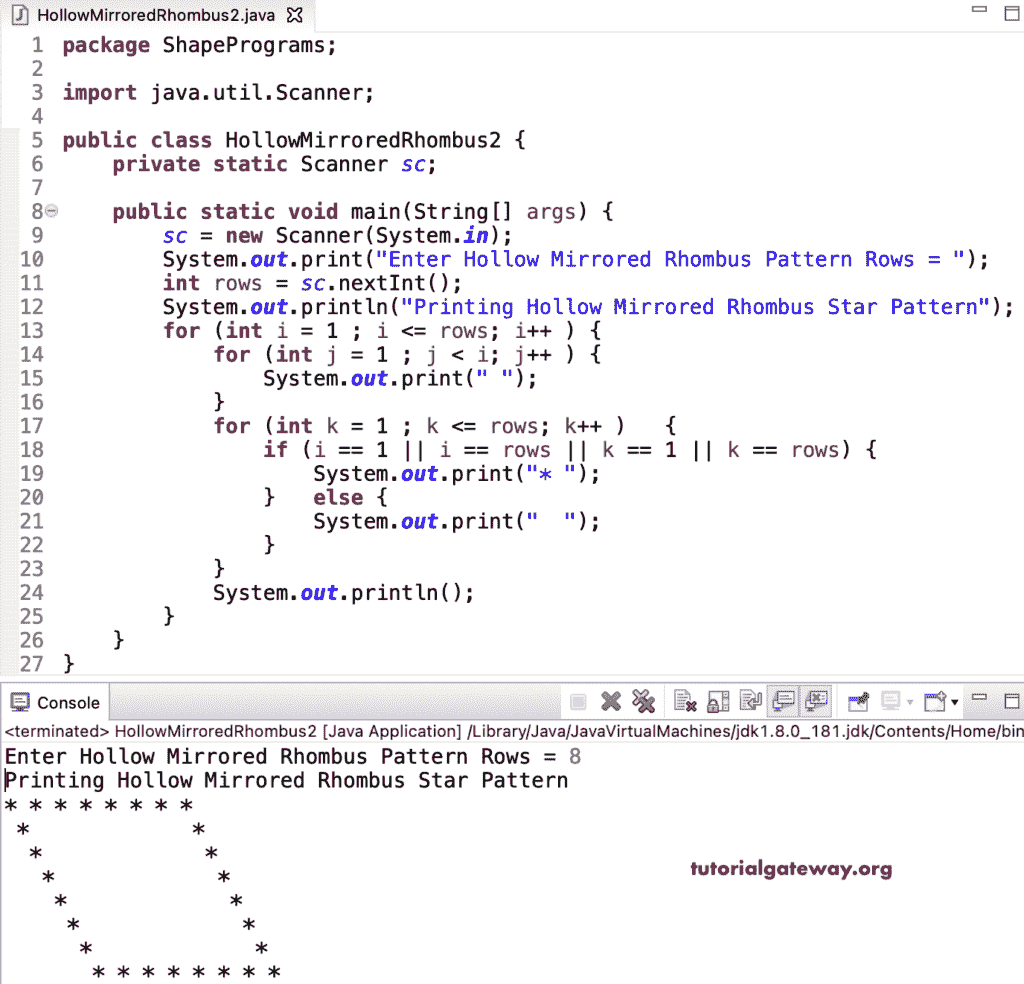 HollowMirroredRhombus2.java
1 package ShapePrograms;
2
3 import java.util.Scanner;
4
5 public class HollowMirroredRhombus2 {
6     private static Scanner sc;
7
8     public static void main(String[] args) {
9         sc = new Scanner(System.in);
10         System.out.print("Enter Hollow Mirrored Rhombus Pattern Rows = ");
11         int rows = sc.nextInt();
12         System.out.println("Printing Hollow Mirrored Rhombus Star Pattern");
13         for (int i = 1 ; i <= rows; i++ ) {
14             for (int j = 1 ; j < i; j++ ) {
15                 System.out.print(" ");
16             }
17             for (int k = 1 ; k <= rows; k++ )   {
18                 if (i == 1 || i == rows || k == 1 || k == rows) {
19                     System.out.print("* ");
20                 }   else {
21                     System.out.print("  ");
22                 }
23             }
24             System.out.println();
25         }
26     }
27 }
Console
<terminated> HollowMirroredRhombus2 [Java Application] /Library/Java/JavaVirtualMachines/jdk1.8.0_181.jdk/Contents/Home/bin
Enter Hollow Mirrored Rhombus Pattern Rows = 8
Printing Hollow Mirrored Rhombus Star Pattern
* * * * * * * *
 *             *
  *             *
   *             *
    *             *
     *             *
      *             *
       * * * * * * * *
tutorialgateway.org